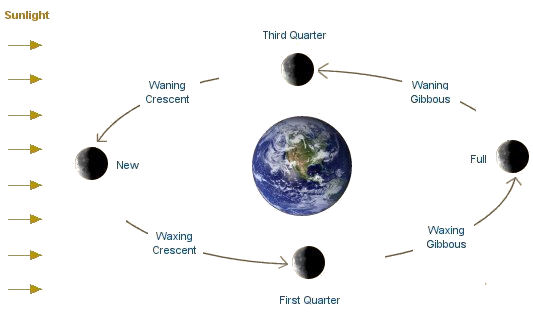 Sunlight
Third Quarter
Waning
Crescent
Waning
Gibbous
New
Full
Waxing
Crescent
Waxing
Gibbous
First Quarter